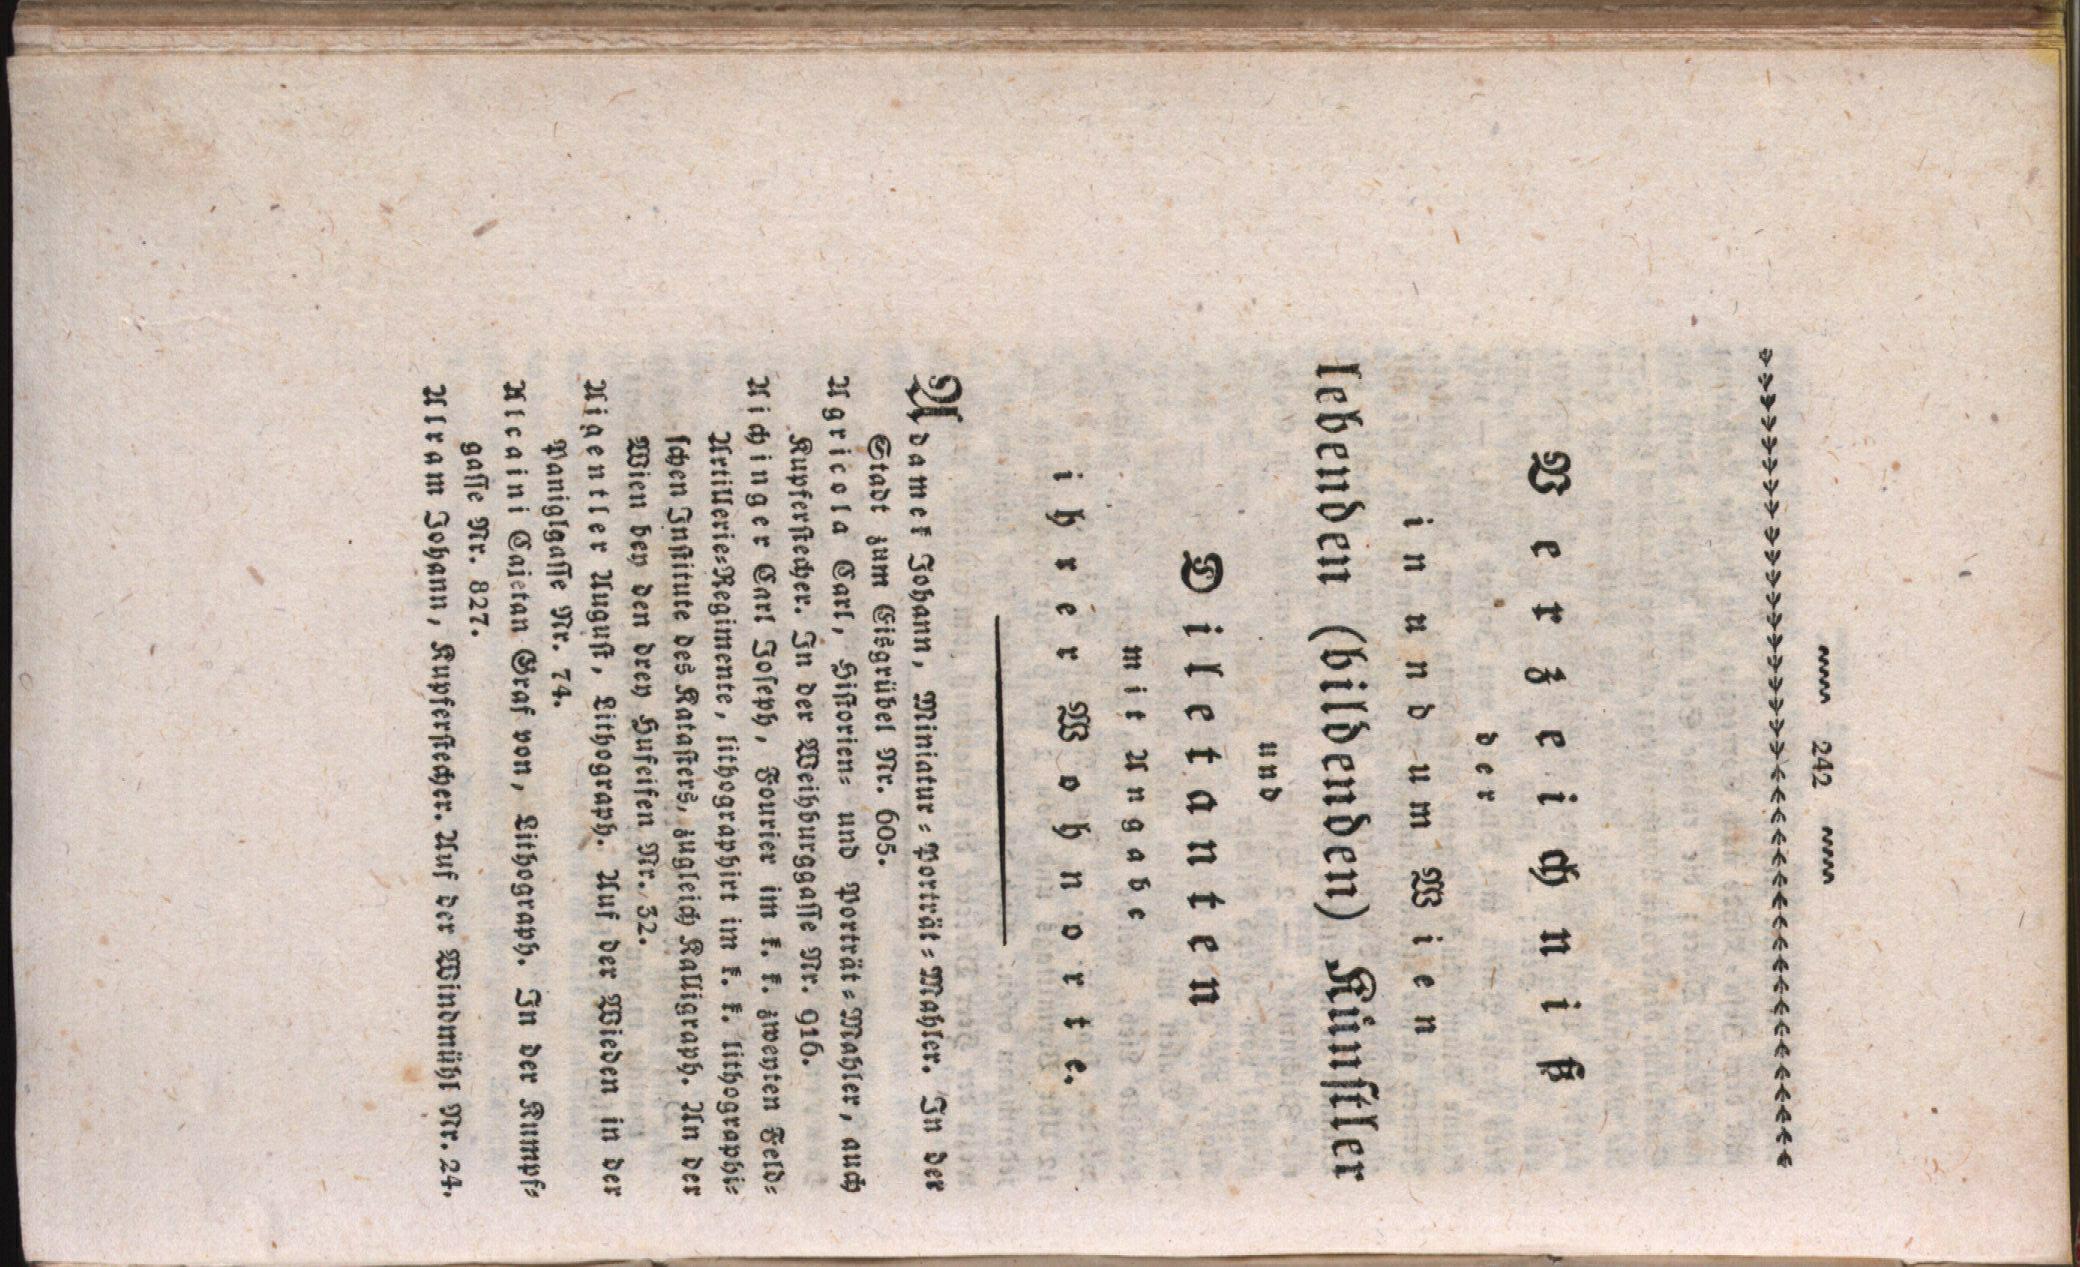 242
Verzeichniß
der
in und um Wien
lebenden (bildenden) Künstler
und
Diletanten
mit Angabe
ihrer Wohnorte.
Adamek Johann, Miniatur-Porträt-Mahler. In der
Stadt zum Eisgrübel Nr. 605.
Agricola Carl, Historien- und Porträt-Mahler, auch
Kupferstecher. In der Weihburggasse Nr. 916.
Aichinger Carl Joseph, Fourier im k. k. zweyten Feld-
Artillerie-Regimente, lithographirt im k. k. lithographi-
schen Institute des Katasters, zugleich Kalligraph. An der
Wien bey den drey Hufeisen Nr. 32.
Aigentler August, Lithograph. Auf der Wieden in der
Paniglgasse Nr. 74.
Alcaini Cajetan Graf von, Lithograph. In der Kumpf-
gasse Nr. 827.
Alram Johann, Kupferstecher. Auf der Windmühl Nr. 24.